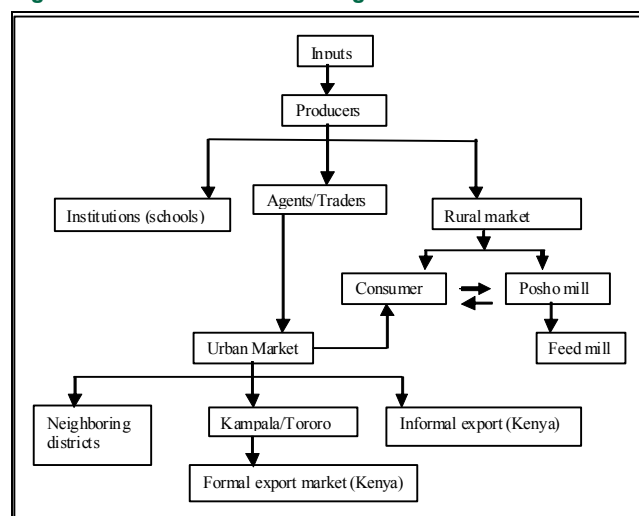 Inputs
Producers
Institutions (schools)
Agents/Traders
Rural market
Consumer
Posho mill
Urban Market
Feed mill
Neighboring
districts
Kampala/Tororo
Informal export (Kenya)
Formal export market (Kenya)